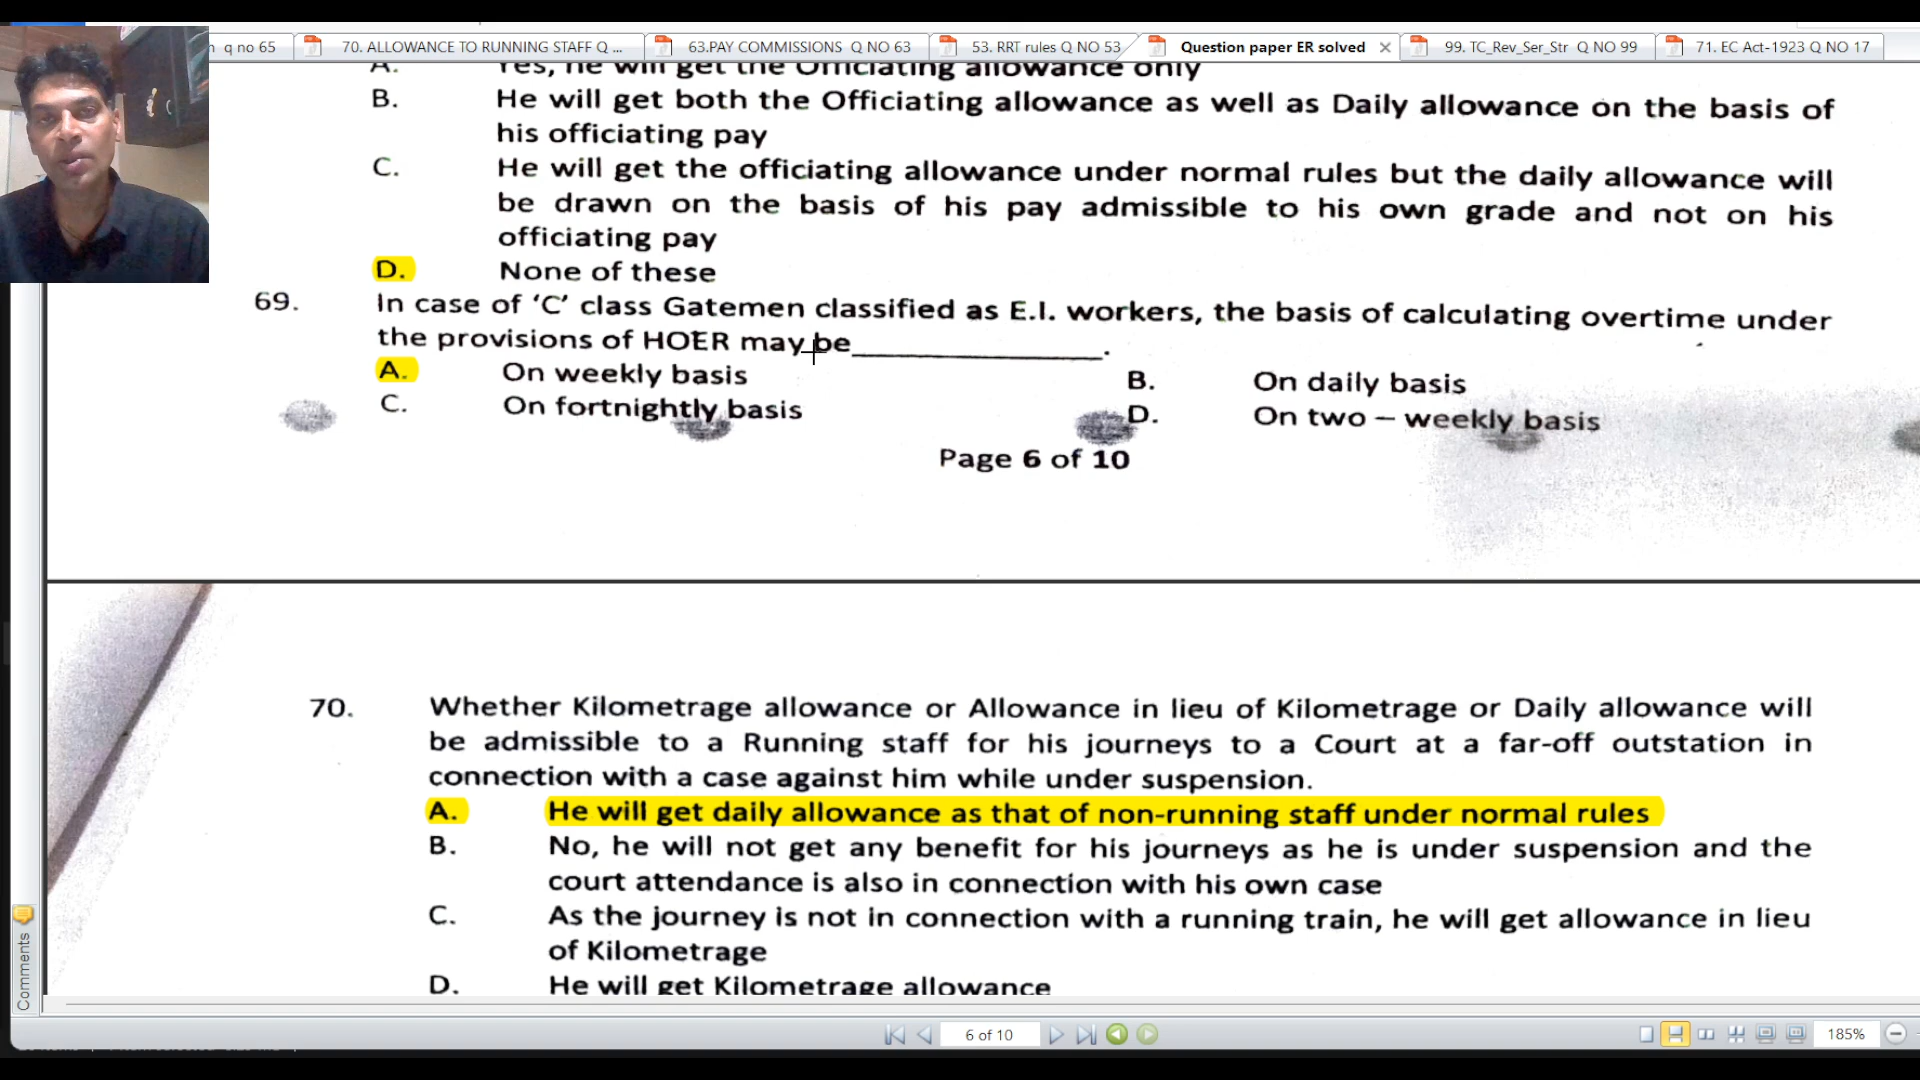 n q no 65
70. ALLOWANCE TO RUNNING STAFF Q ...
63.PAY COMMISSIONS Q NO 63
53. RRT rules Q NO 53
Question paper ER solved
99. TC_Rev_Ser_Str Q NO 99
71. EC Act-1923 Q NO 17
A. Yes, he will get the Officiating allowance only
B. He will get both the Officiating allowance as well as Daily allowance on the basis of
his officiating pay
C. He will get the officiating allowance under normal rules but the daily allowance will
be drawn on the basis of his pay admissible to his own grade and not on his
officiating pay
D. None of these
69. In case of ‘C’ class Gatemen classified as E.I. workers, the basis of calculating overtime under
the provisions of HOER may be____________________.
A. On weekly basis B. On daily basis
C. On fortnightly basis D. On two – weekly basis
Page 6 of 10
70. Whether Kilometrage allowance or Allowance in lieu of Kilometrage or Daily allowance will
be admissible to a Running staff for his journeys to a Court at a far-off outstation in
connection with a case against him while under suspension.
A. He will get daily allowance as that of non-running staff under normal rules
B. No, he will not get any benefit for his journeys as he is under suspension and the
court attendance is also in connection with his own case
C. As the journey is not in connection with a running train, he will get allowance in lieu
of Kilometrage
D. He will get Kilometrage allowance
Comments
6 of 10
185%